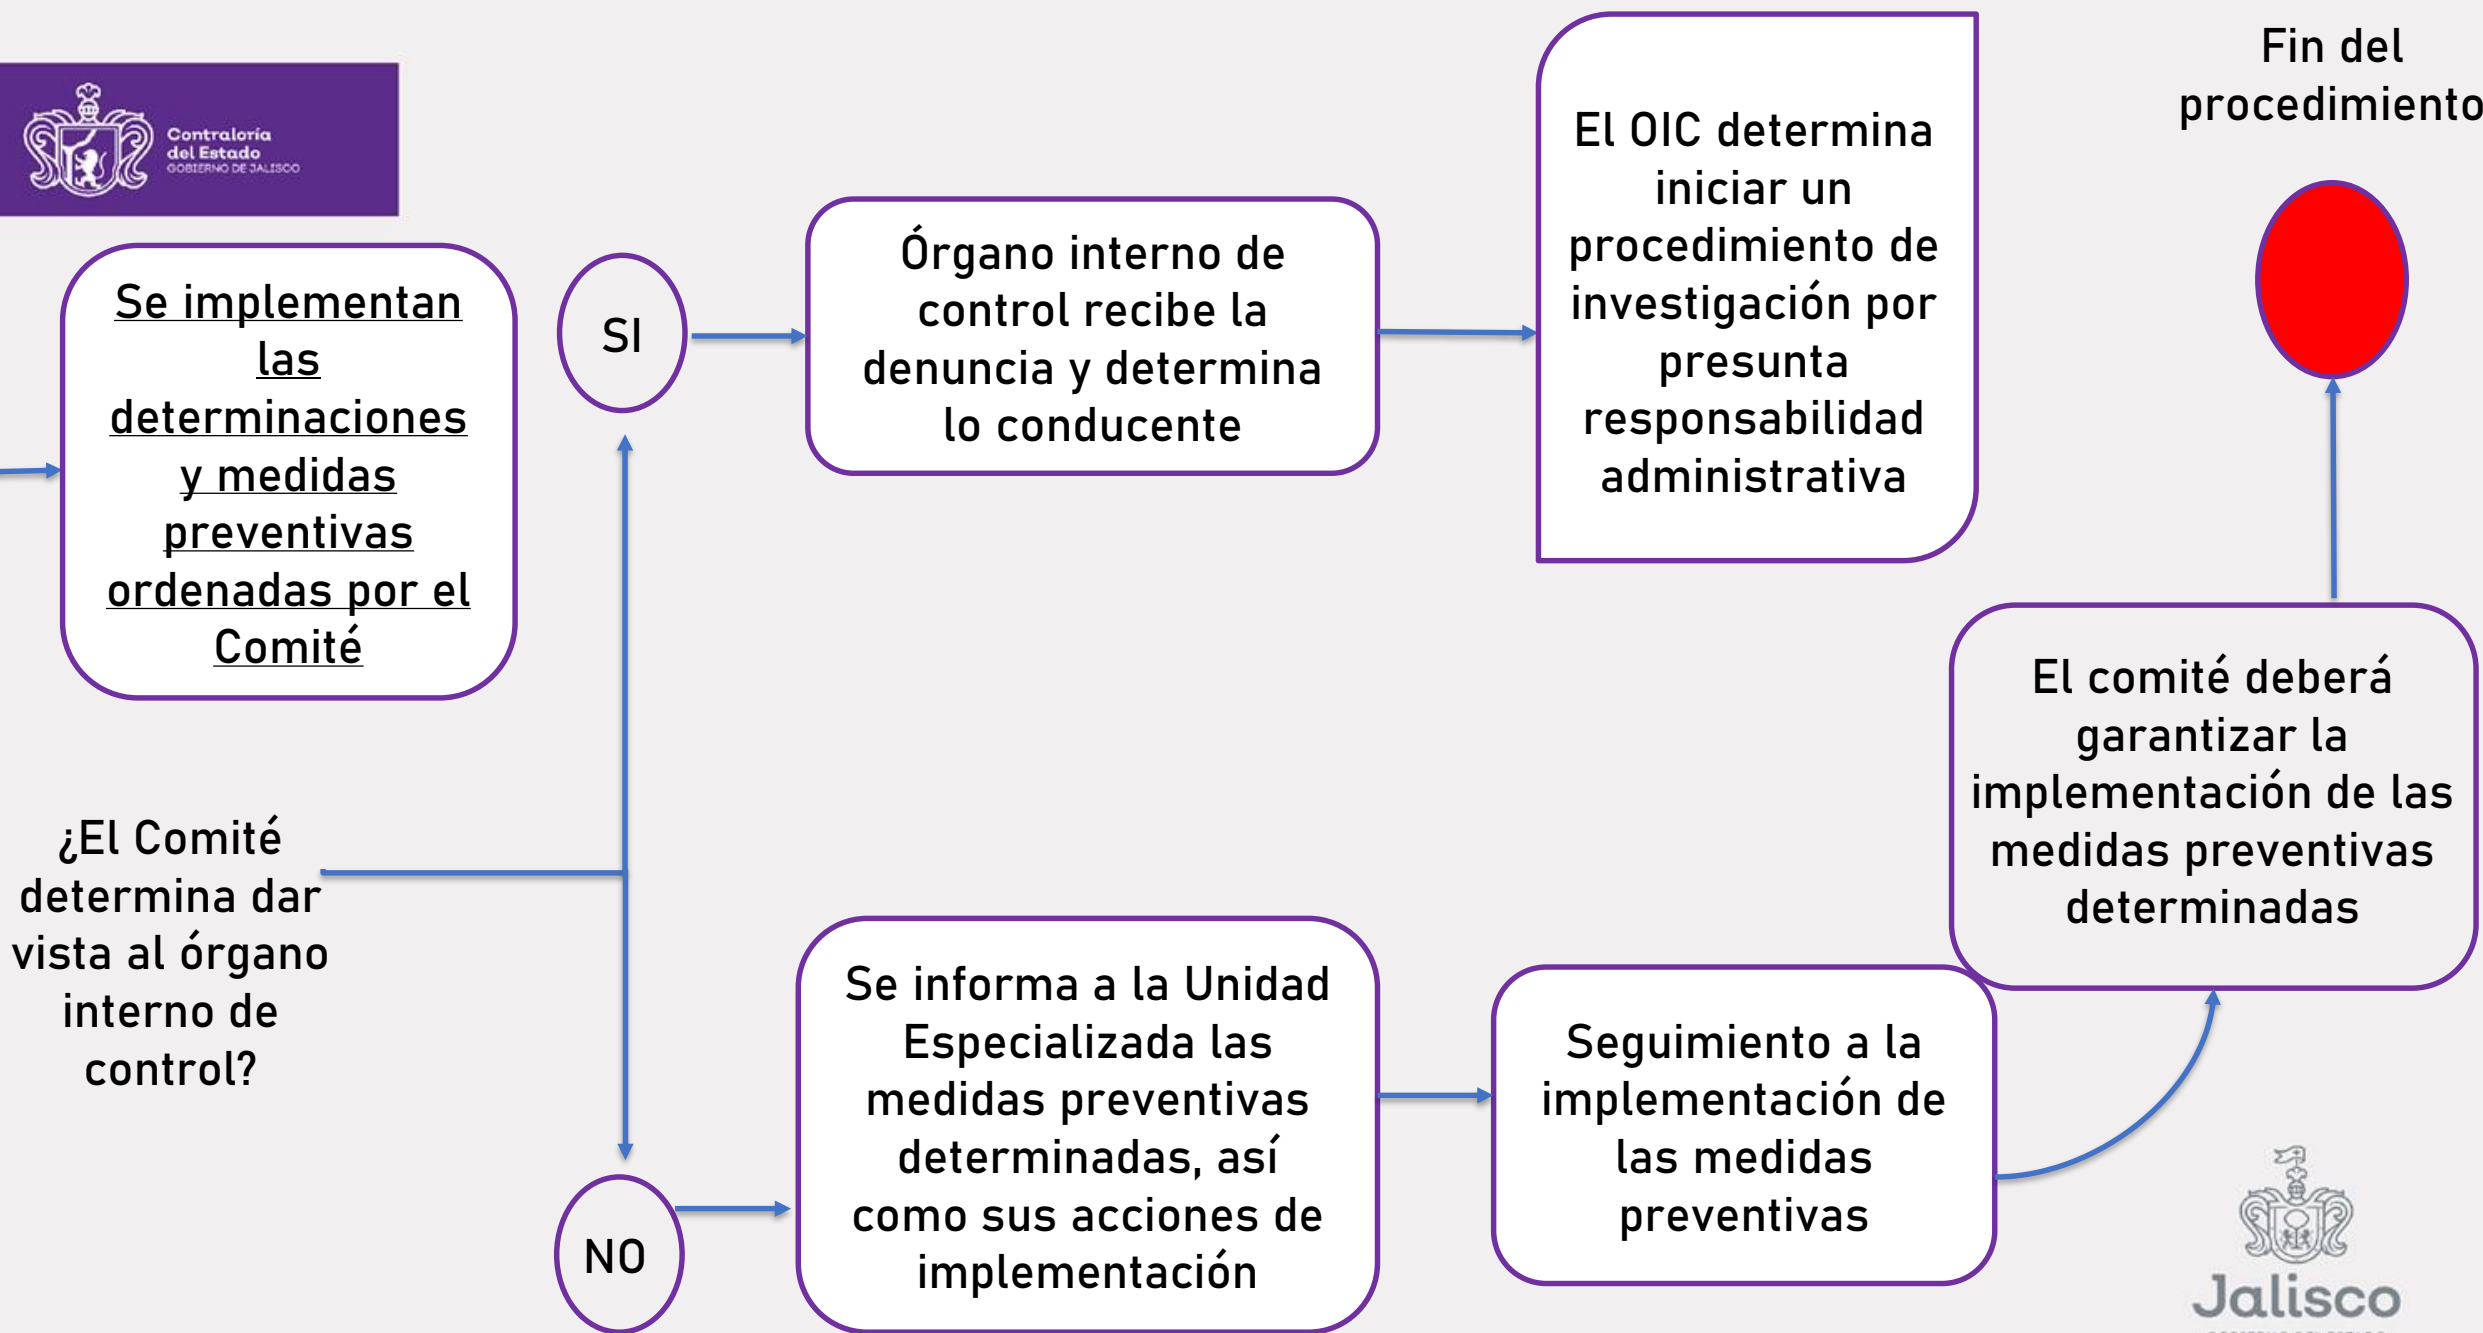 Contraloría
del Estado
GOBIERNO DE JALISCO
Se implementan
las
determinaciones
y medidas
preventivas
ordenadas por el
Comité
¿El Comité
determina dar
vista al órgano
interno de
control?
SI
Órgano interno de
control recibe la
denuncia y determina
lo conducente
El OIC determina
iniciar un
procedimiento de
investigación por
presunta
responsabilidad
administrativa
NO
Se informa a la Unidad
Especializada las
medidas preventivas
determinadas, así
como sus acciones de
implementación
Seguimiento a la
implementación de
las medidas
preventivas
El comité deberá
garantizar la
implementación de las
medidas preventivas
determinadas
Fin del
procedimiento
Jalisco